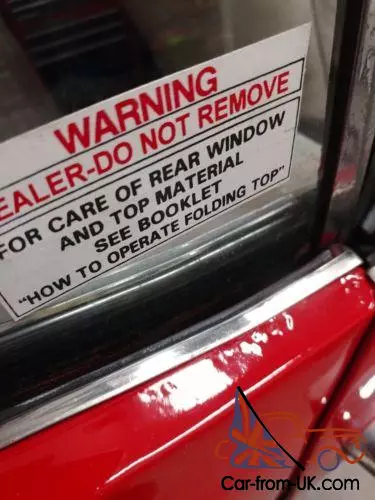 WARNING
EALER-DO NOT REMOVE
FOR CARE OF REAR WINDOW
AND TOP MATERIAL
SEE BOOKLET
"HOW TO OPERATE FOLDING TOP"
Car-from-UK.com